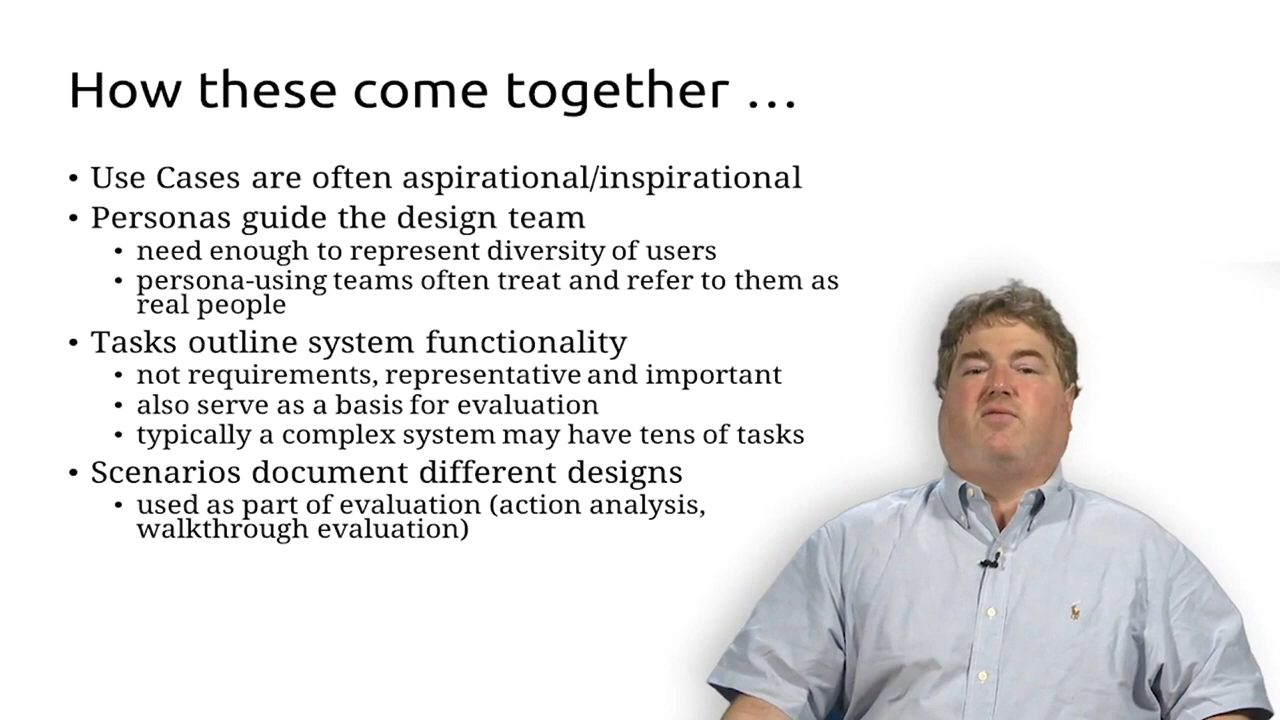 How these come together ...
• Use Cases are often aspirational/inspirational
• Personas guide the design team
• need enough to represent diversity of users
• persona-using teams often treat and refer to them as
real people
• Tasks outline system functionality
• not requirements, representative and important
• also serve as a basis for evaluation
• typically a complex system may have tens of tasks
• Scenarios document different designs
• used as part of evaluation (action analysis,
walkthrough evaluation)